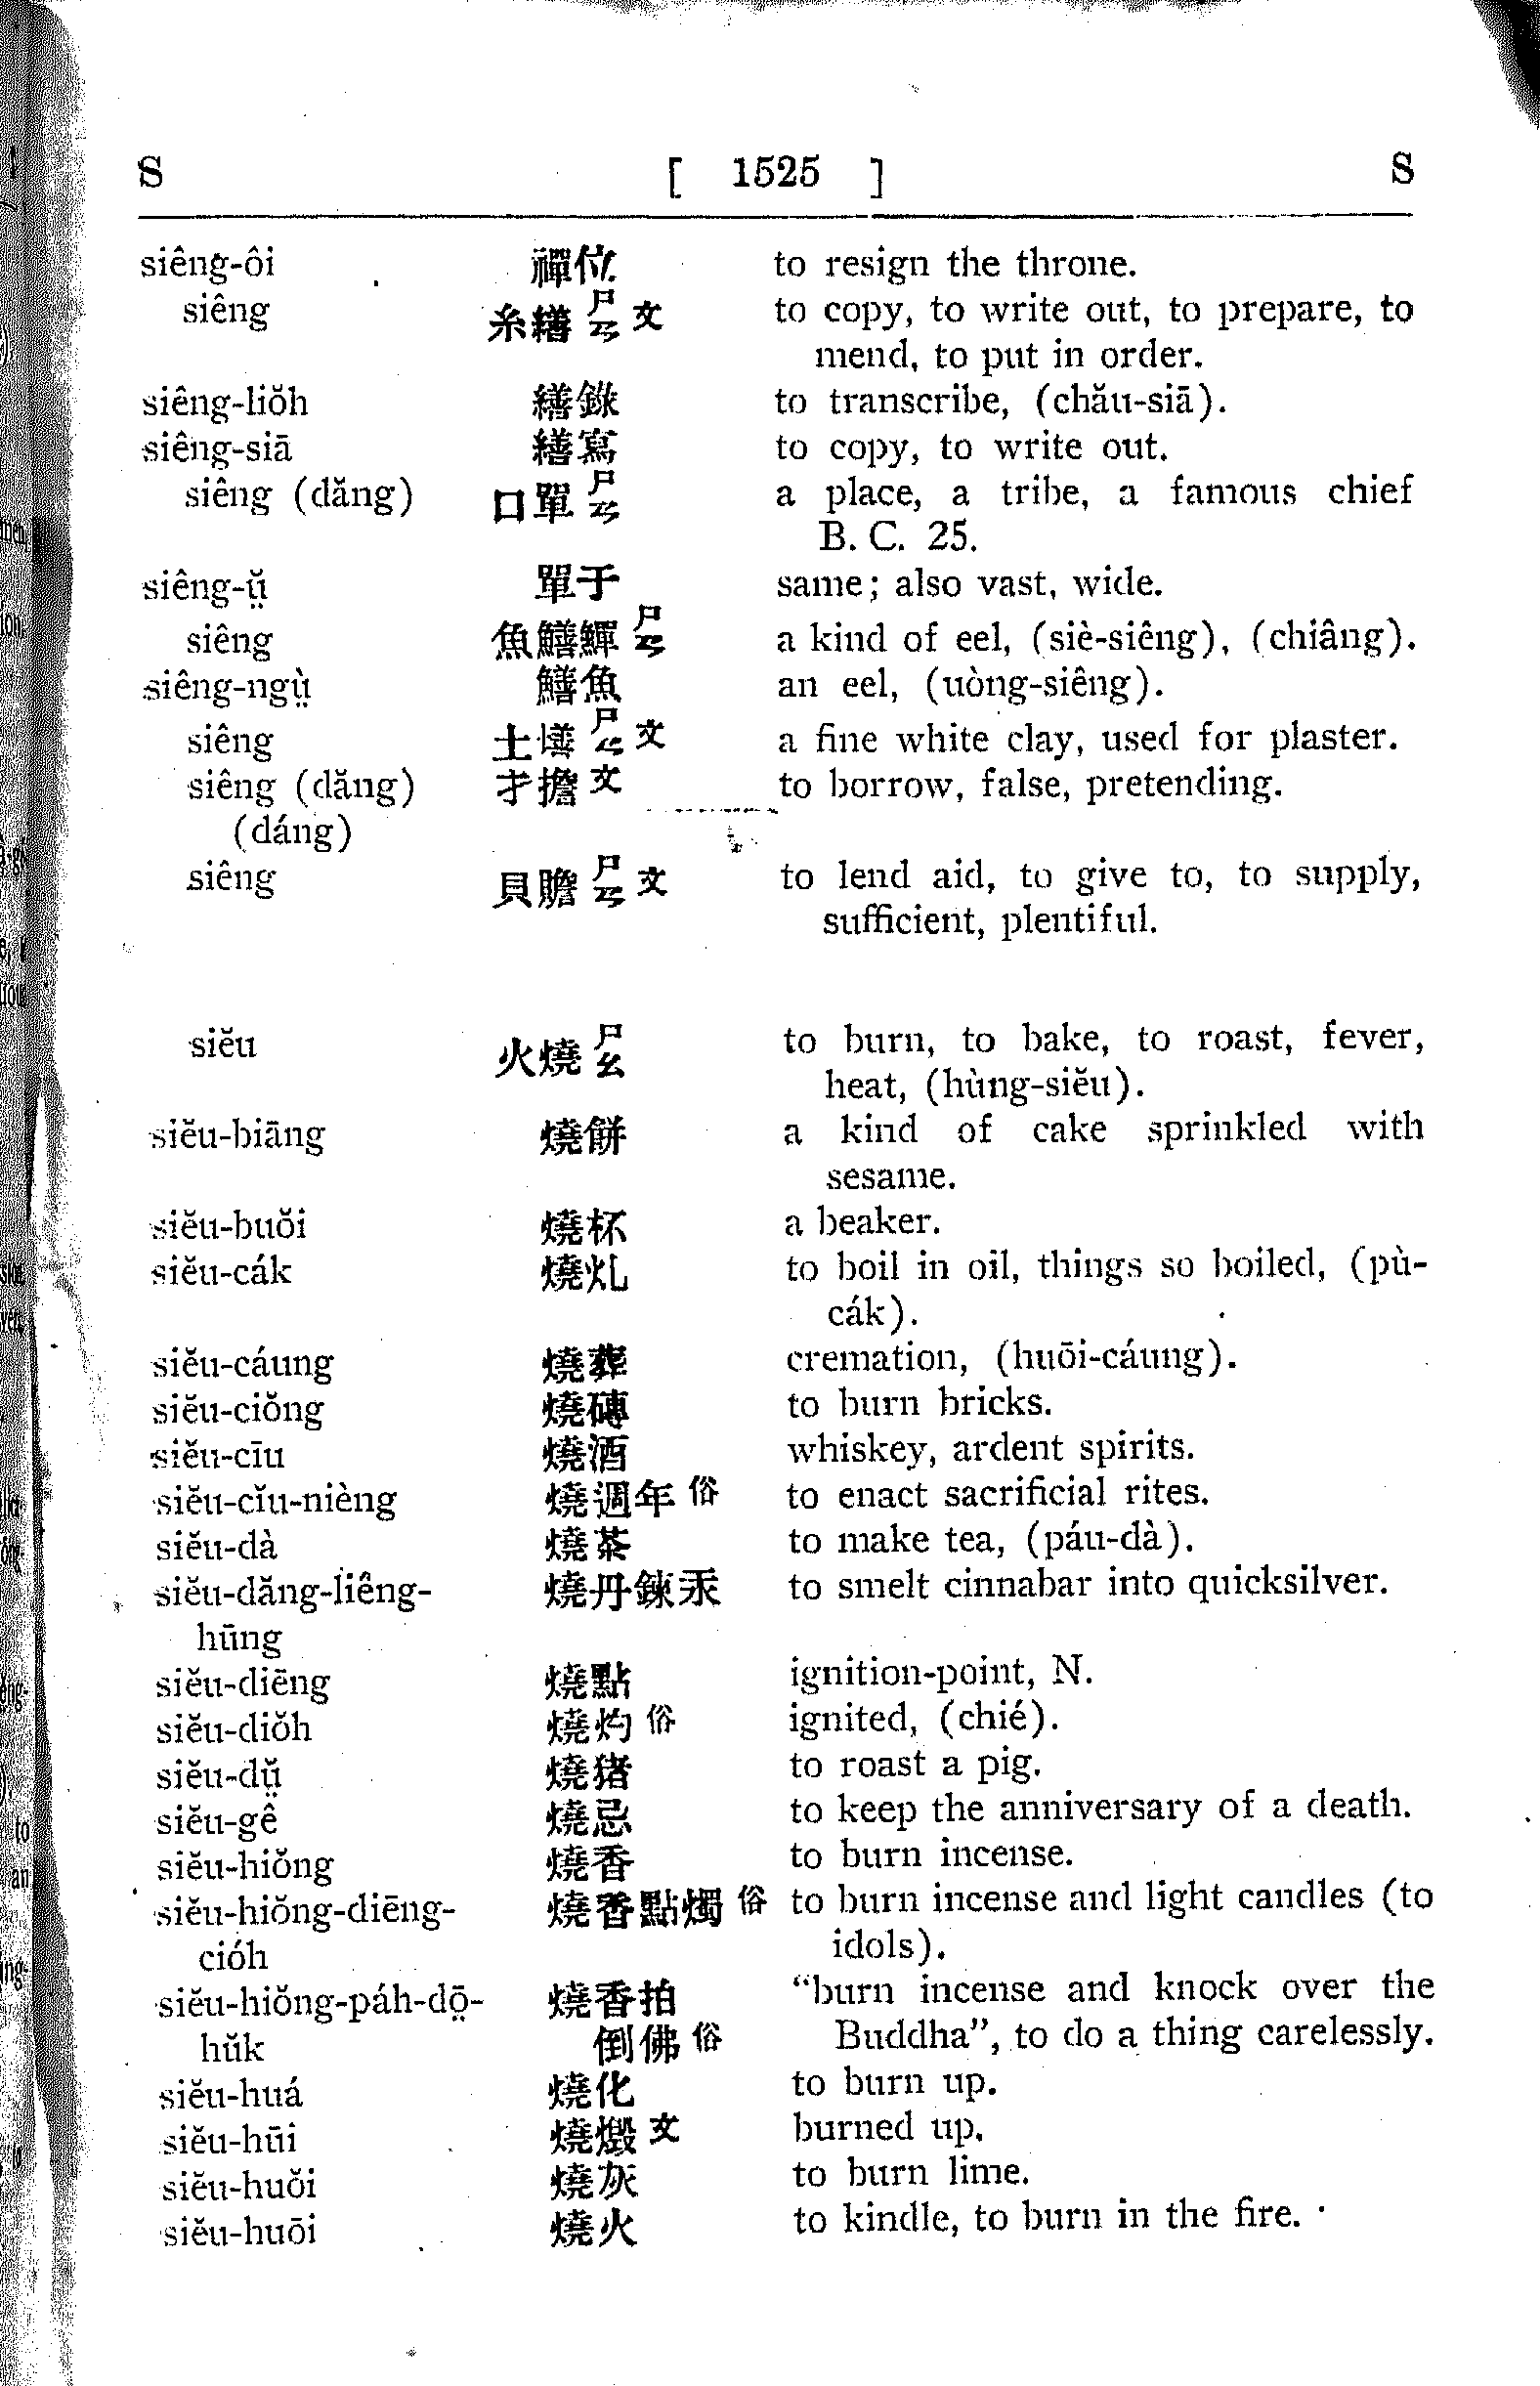 S [ 1525 ] S
siêng-ôi 禪位 to resign the throne.
siêng 糸繕 ㄕㄢ 文 to copy, to write out, to prepare, to
mend, to put in order.
siêng-liŏh 繕錄 to transcribe, (chău-siā).
siêng-siā 繕寫 to copy, to write out.
siêng (dăng) 口單 ㄕㄢ a place, a tribe, a famous chief
B. C. 25.
siêng-ṳ̆ 單于 same; also vast, wide.
siêng 魚鱔鱓 ㄕㄢ a kind of eel, (siè-siêng), (chiâng).
siêng-ngṳ̀ 鱔魚 an eel, (uòng-siêng).
siêng 土墡 ㄕㄢ 文 a fine white clay, used for plaster.
siêng (dăng) 才擔 文 to borrow, false, pretending.
(dáng)
siêng 貝贍 ㄕㄢ 文 to lend aid, to give to, to supply,
sufficient, plentiful.
siĕu 火燒 ㄕㄠ to burn, to bake, to roast, fever,
heat, (hùng-siĕu).
siĕu-biāng 燒餅 a kind of cake sprinkled with
sesame.
siĕu-buŏi 燒杯 a beaker.
siĕu-cák 燒灹 to boil in oil, things so boiled, (pù-
cák).
siĕu-cáung 燒葬 cremation, (huōi-cáung).
siĕu-ciŏng 燒磚 to burn bricks.
siĕu-cīu 燒酒 whiskey, ardent spirits.
siĕu-cĭu-nièng 燒週年 俗 to enact sacrificial rites.
siĕu-dà 燒茶 to make tea, (páu-dà).
siĕu-dăng-liêng- 燒丹鍊汞 to smelt cinnabar into quicksilver.
hūng
siĕu-diēng 燒點 ignition-point, N.
siĕu-diŏh 燒灼 俗 ignited, (chié).
siĕu-dṳ̆ 燒猪 to roast a pig.
siĕu-gê 燒忌 to keep the anniversary of a death.
siĕu-hiŏng 燒香 to burn incense.
siĕu-hiŏng-diēng- 燒香點燭 俗 to burn incense and light candles (to
cióh idols).
siĕu-hiŏng-páh-dō̤- 燒香拍 "burn incense and knock over the
hŭk 倒佛 俗 Buddha", to do a thing carelessly.
siĕu-huá 燒化 to burn up.
siĕu-hūi 燒燬 文 burned up.
siĕu-huŏi 燒灰 to burn lime.
siĕu-huōi 燒火 to kindle, to burn in the fire.